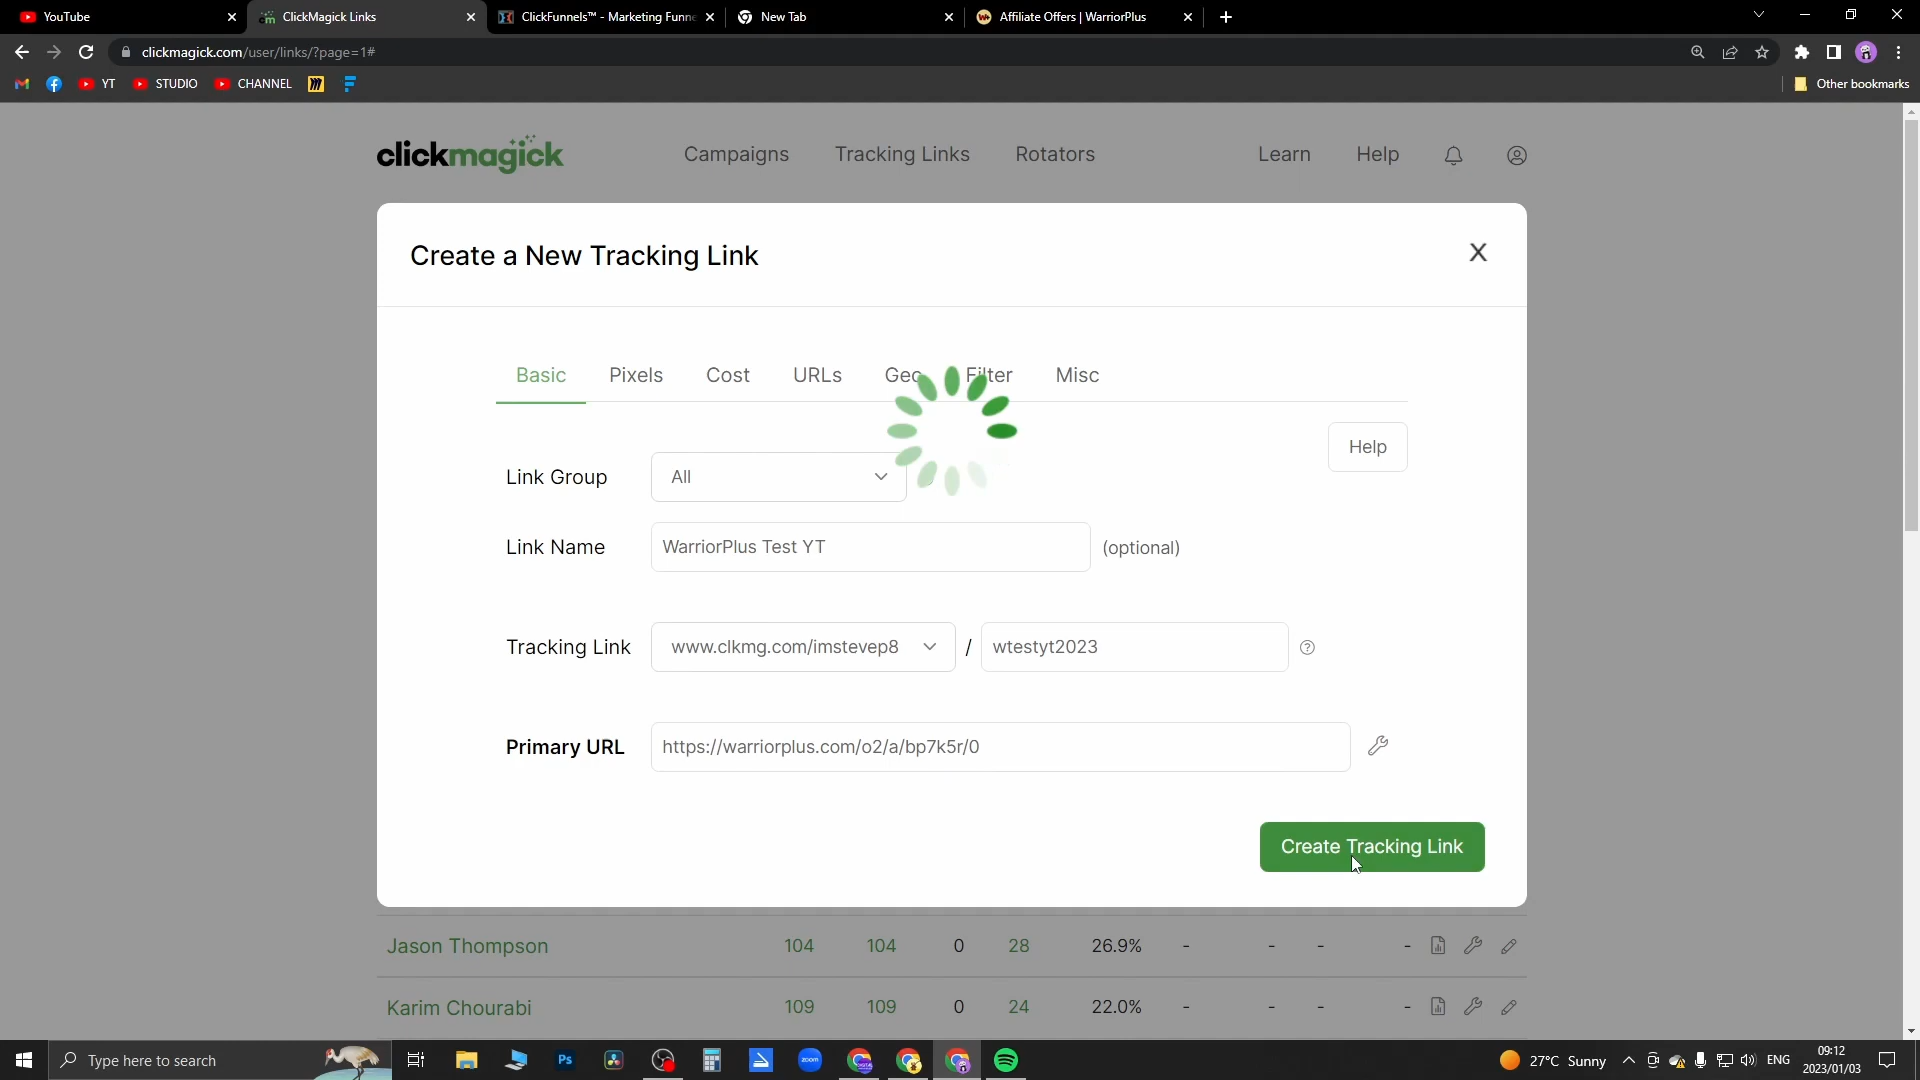 YouTube
ClickMagick Links
ClickFunnels™ - Marketing Funne
New Tab
Affiliate Offers | WarriorPlus
clickmagick.com/user/links/?page=1#
YT
STUDIO
CHANNEL
Other bookmarks
clickmagick
Campaigns
Tracking Links
Rotators
Learn
Help
Create a New Tracking Link
X
Basic
Pixels
Cost
URLs
Geo
Filter
Misc
Help
Link Group
All
Link Name
WarriorPlus Test YT
(optional)
Tracking Link
www.clkmg.com/imstevep8
/
wtestyt2023
Primary URL
https://warriorplus.com/o2/a/bp7k5r/0
Create Tracking Link
Jason Thompson 104 104 0 28 26.9% - - - -
Karim Chourabi 109 109 0 24 22.0% - - - -
Type here to search
Ps
zoom
27°C Sunny
ENG
09:12
2023/01/03